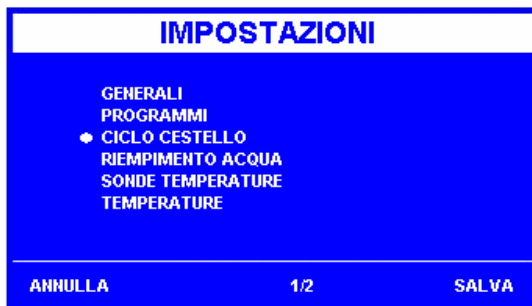 IMPOSTAZIONI
GENERALI
PROGRAMMI
CICLO CESTELLO
RIEMPIMENTO ACQUA
SONDE TEMPERATURE
TEMPERATURE
ANNULLA 1/2 SALVA